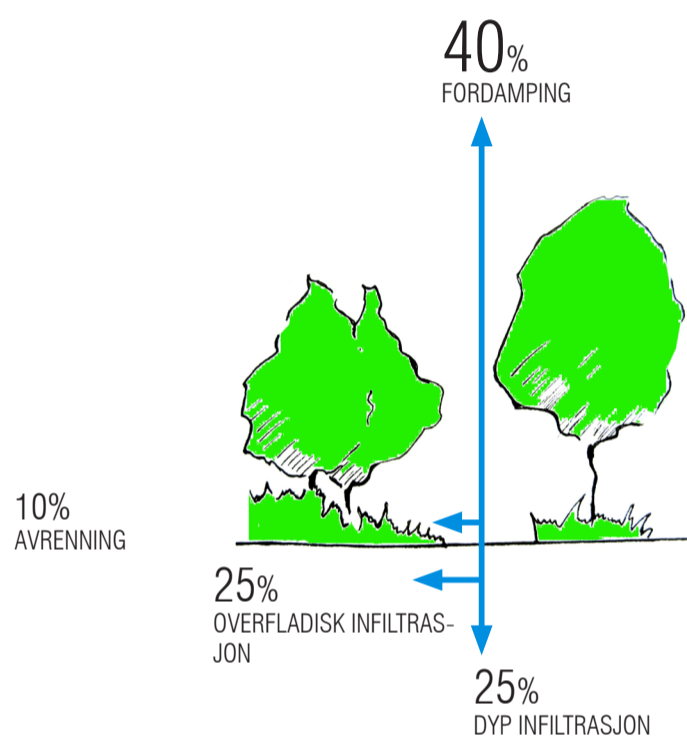 40%
FORDAMPING
10%
AVRENNING
25%
OVERFLADISK INFILTRAS-
JON
25%
DYP INFILTRASJON